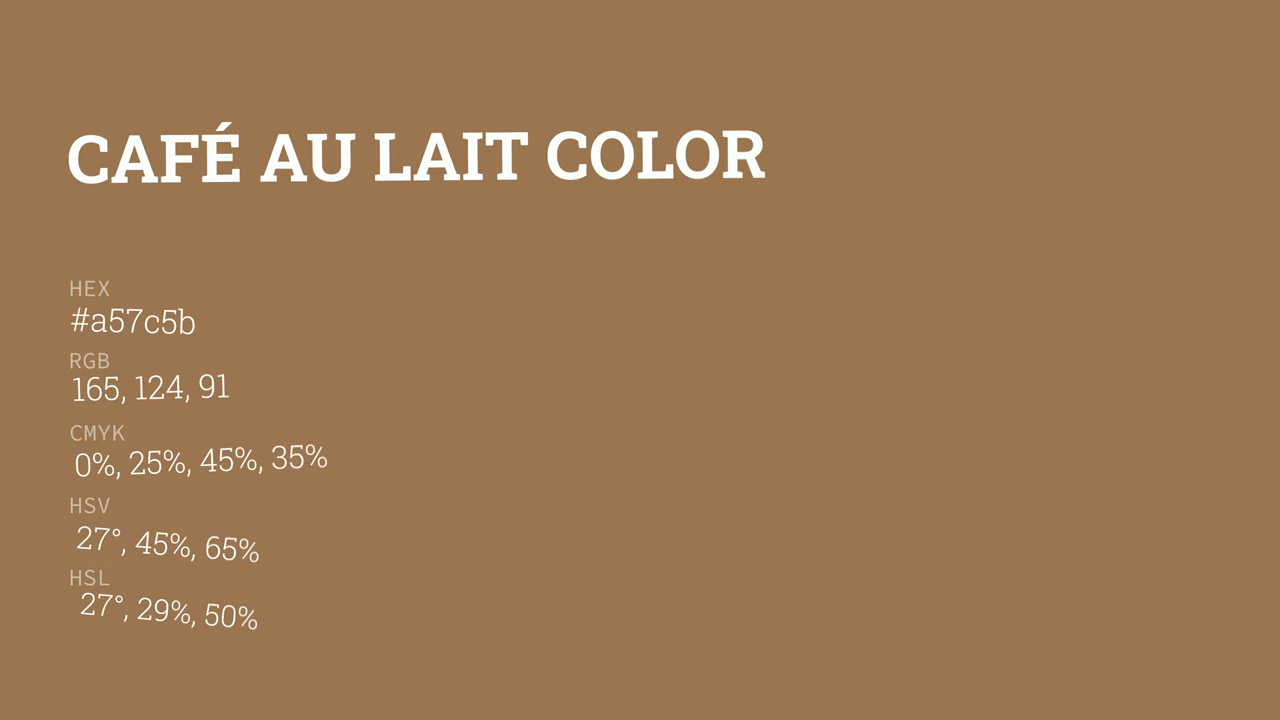 CAFÉ AU LAIT COLOR
HEX
#a57c5b
RGB
165, 124, 91
CMYK
0%, 25%, 45%, 35%
HSV
27°, 45%, 65%
HSL
27°, 29%, 50%